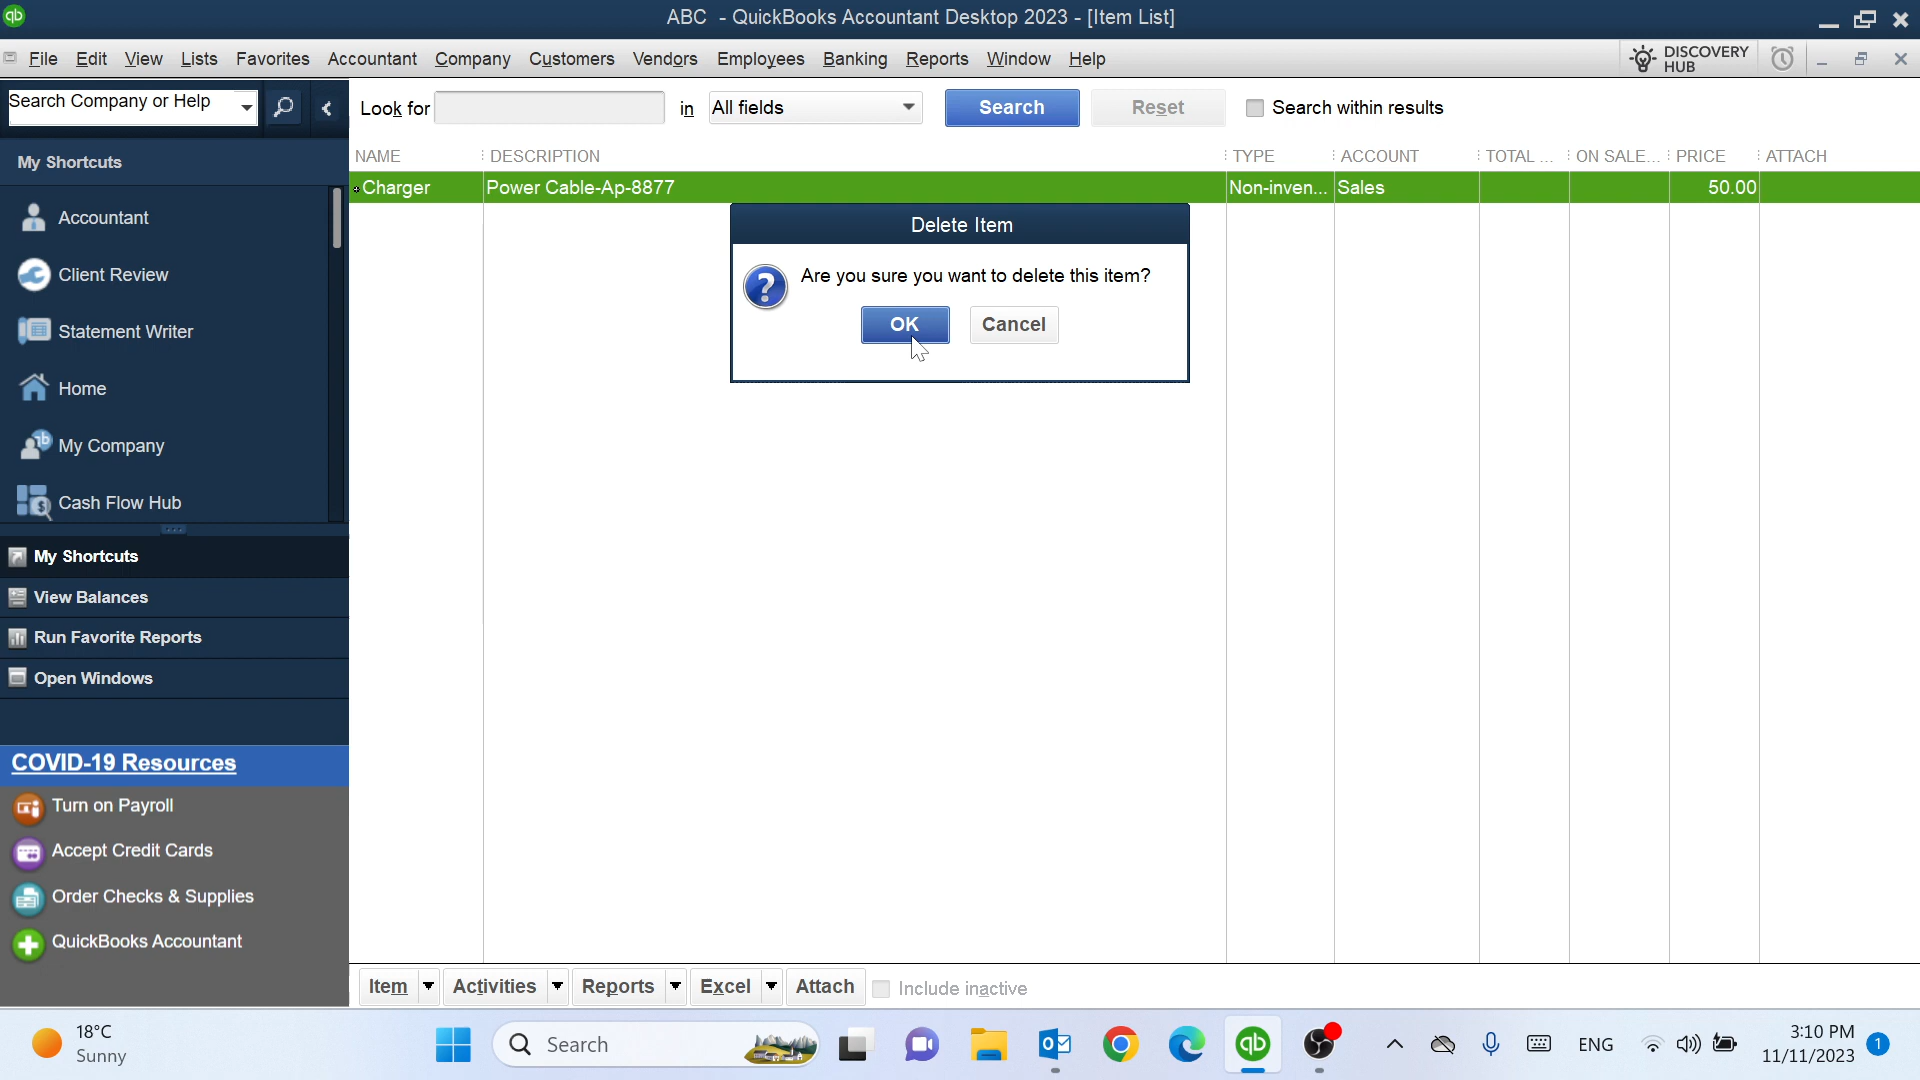 ABC - QuickBooks Accountant Desktop 2023 - [Item List]
File Edit View Lists Favorites Accountant Company Customers Vendors Employees Banking Reports Window Help
DISCOVERY
HUB
Search Company or Help
Look for in All fields Search Reset Search within results
My Shortcuts
NAME DESCRIPTION TYPE ACCOUNT TOTAL ... ON SALE... PRICE ATTACH
Charger Power Cable-Ap-8877 Non-inven... Sales 50.00
Delete Item
Are you sure you want to delete this item?
OK Cancel
Accountant
Client Review
Statement Writer
Home
My Company
Cash Flow Hub
My Shortcuts
View Balances
Run Favorite Reports
Open Windows
COVID-19 Resources
Turn on Payroll
Accept Credit Cards
Order Checks & Supplies
QuickBooks Accountant
Item Activities Reports Excel Attach Include inactive
18°C
Sunny
Search
ENG
3:10 PM
11/11/2023
1